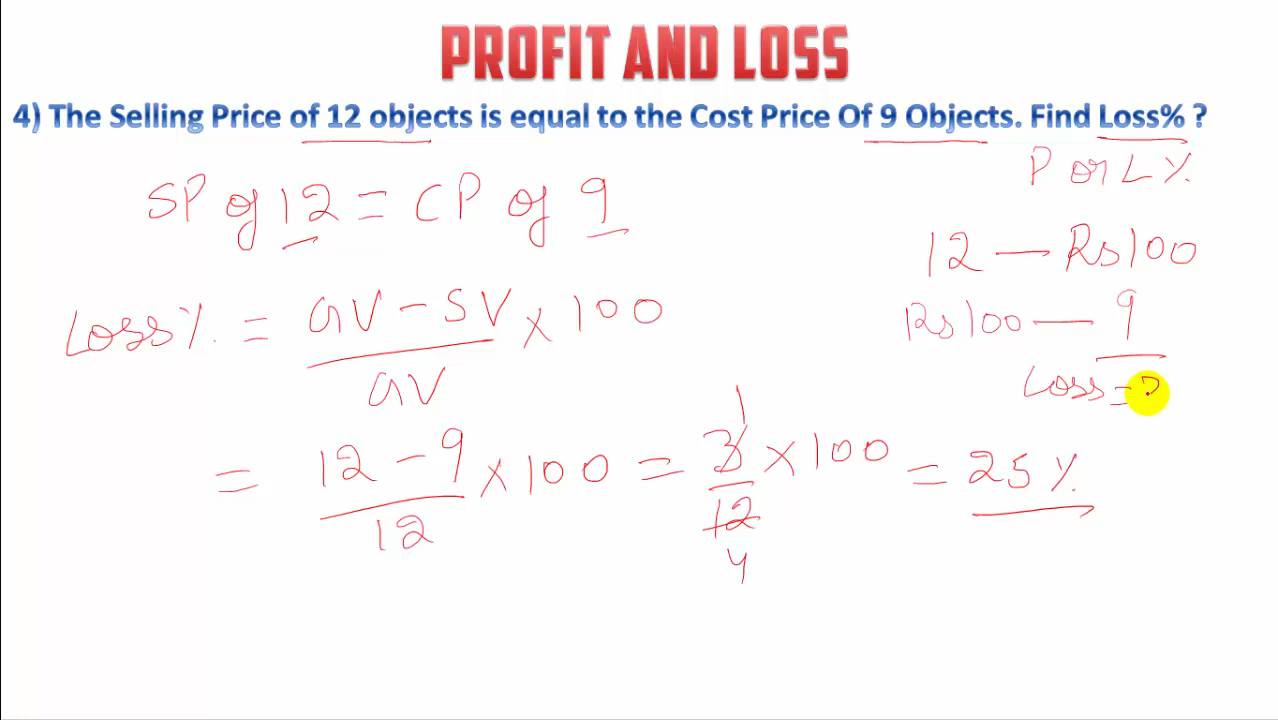 PROFIT AND LOSS
4) The Selling Price of 12 objects is equal to the Cost Price Of 9 Objects. Find Loss% ?
P or L %
SP of 12 = CP of 9
12 — Rs100
Rs100 — 9
Loss = ?
Loss% = GV - SV × 100
GV
= 12 - 9 × 100 = 3 × 100 = 25%
12
1
12
4